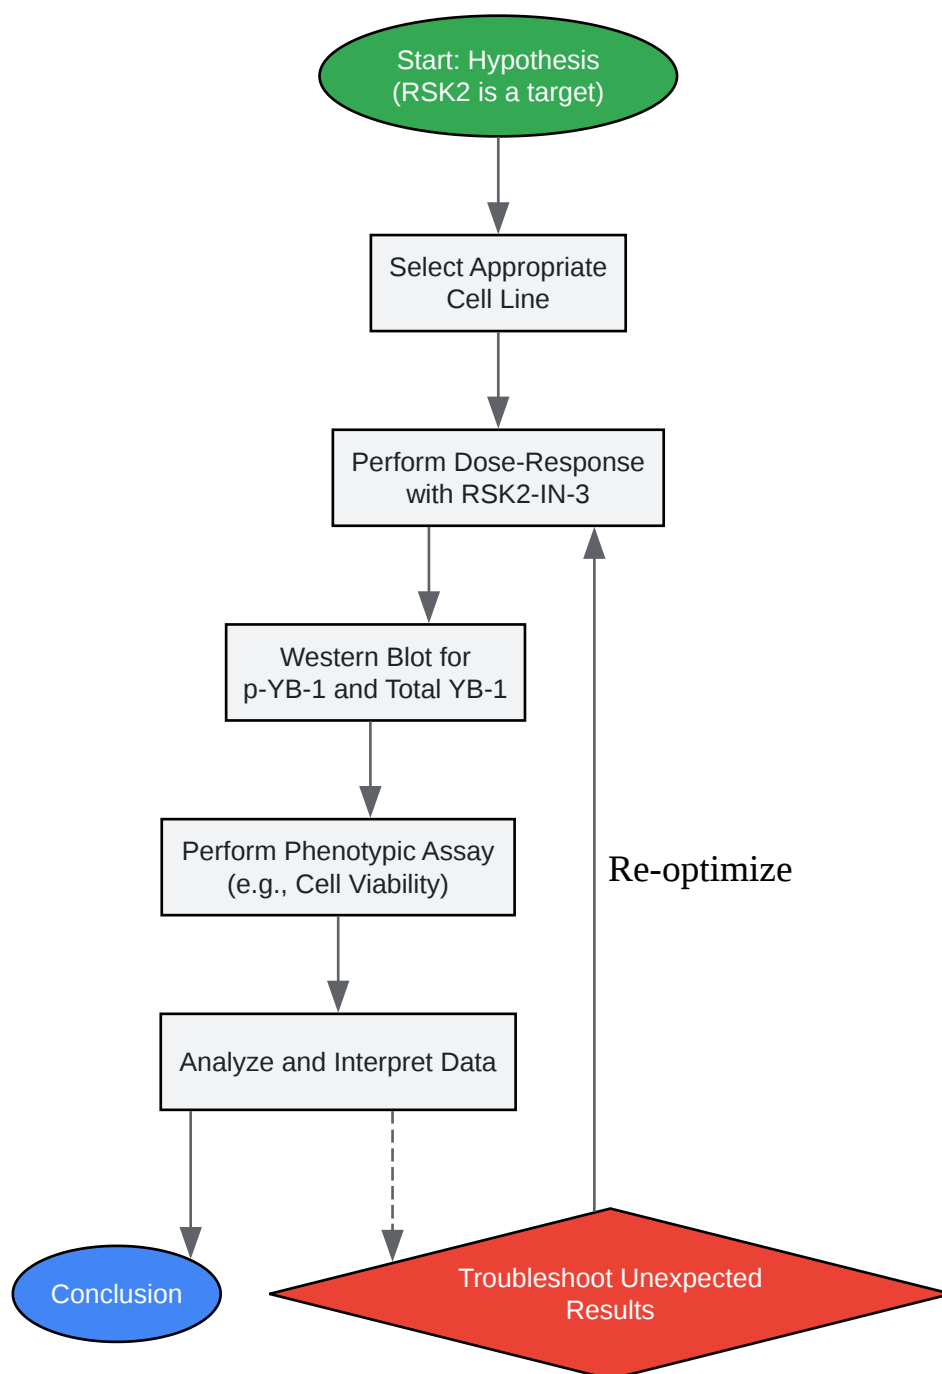 Start: Hypothesis
(RSK2 is a target)
Select Appropriate
Cell Line
Perform Dose-Response
with RSK2-IN-3
Western Blot for
p-YB-1 and Total YB-1
Perform Phenotypic Assay
(e.g., Cell Viability)
Re-optimize
Analyze and Interpret Data
Conclusion
Troubleshoot Unexpected
Results